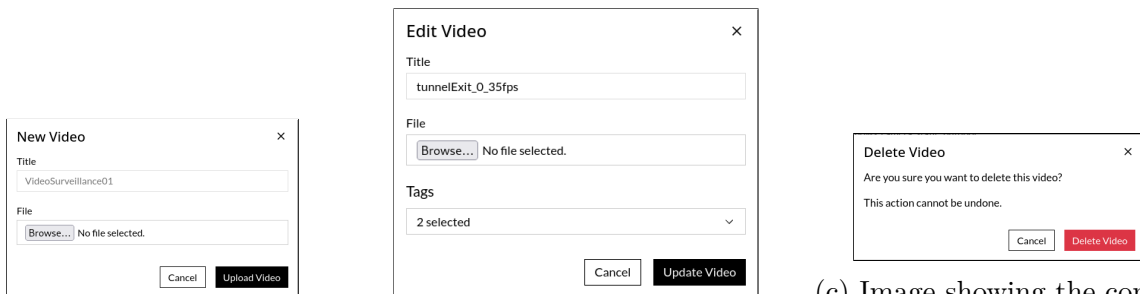 New Video ×
Title
VideoSurveillance01
File
Browse... No file selected.
Cancel Upload Video
Edit Video ×
Title
tunnelExit_0_35fps
File
Browse... No file selected.
Tags
2 selected
Cancel Update Video
Delete Video ×
Are you sure you want to delete this video?
This action cannot be undone.
Cancel Delete Video
(c) Image showing the